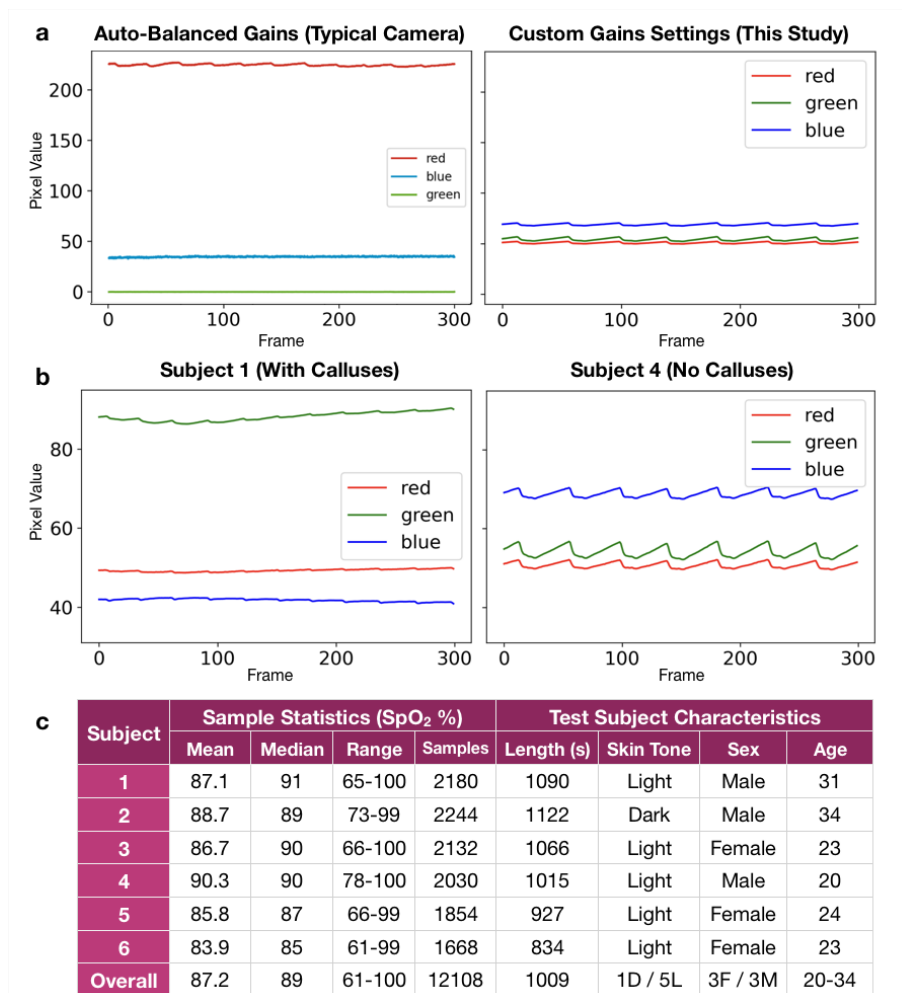 a
Auto-Balanced Gains (Typical Camera)
Custom Gains Settings (This Study)
200
150
100
50
0
Pixel Value
red
blue
green
0 100 200 300
Frame
red
green
blue
0 100 200 300
Frame
b
Subject 1 (With Calluses)
Subject 4 (No Calluses)
80
60
40
Pixel Value
red
green
blue
0 100 200 300
Frame
red
green
blue
0 100 200 300
Frame
c
Subject Sample Statistics (SpO₂ %) Test Subject Characteristics
Mean Median Range Samples Length (s) Skin Tone Sex Age
1 87.1 91 65-100 2180 1090 Light Male 31
2 88.7 89 73-99 2244 1122 Dark Male 34
3 86.7 90 66-100 2132 1066 Light Female 23
4 90.3 90 78-100 2030 1015 Light Male 20
5 85.8 87 66-99 1854 927 Light Female 24
6 83.9 85 61-99 1668 834 Light Female 23
Overall 87.2 89 61-100 12108 1009 1D / 5L 3F / 3M 20-34